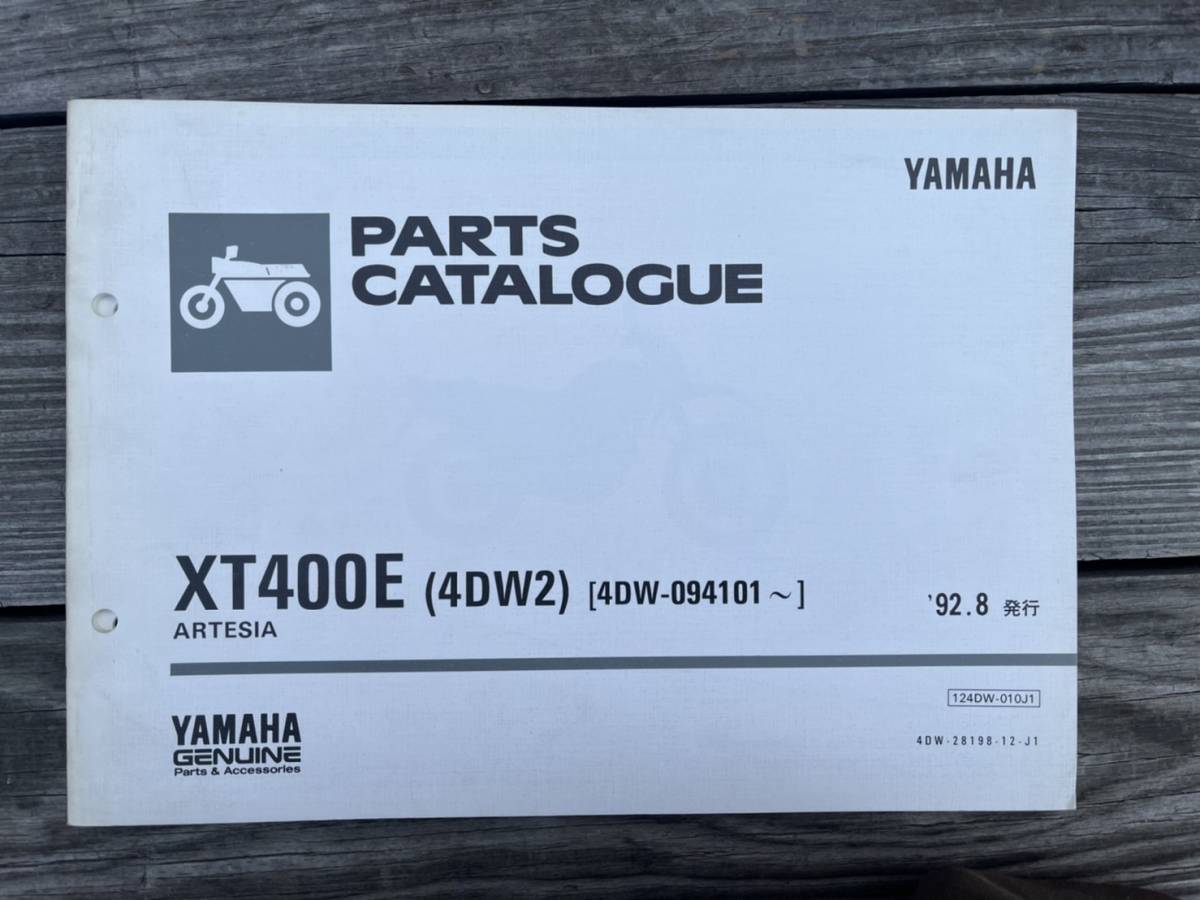 YAMAHA
PARTS
CATALOGUE
XT400E (4DW2) [4DW-094101~]
'92.8 発行
ARTESIA
124DW-010J1
YAMAHA
GENUINE
Parts & Accessories
4DW-28198-12-J1